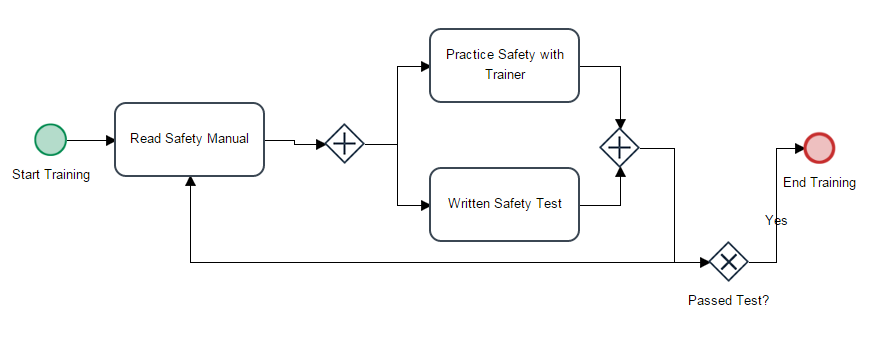 Start Training
Read Safety Manual
Practice Safety with
Trainer
Written Safety Test
End Training
Yes
Passed Test?